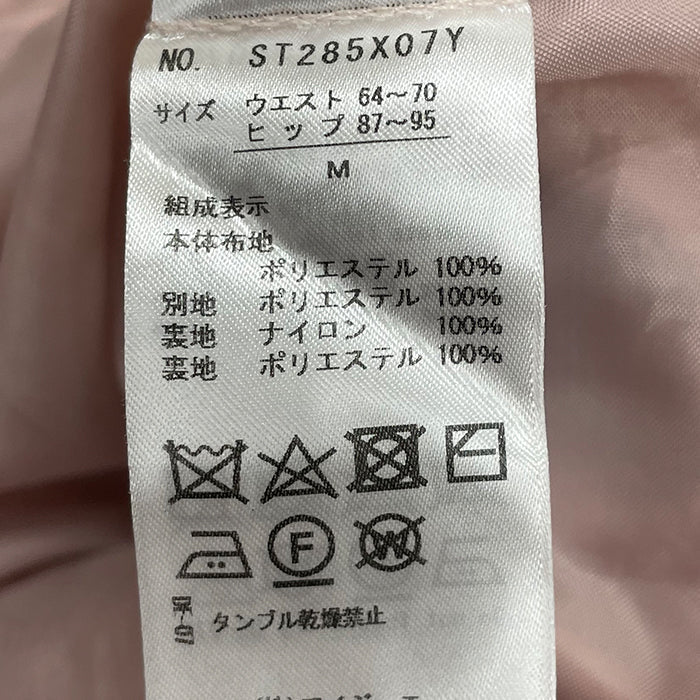 NO. ST285X07Y
サイズ ウエスト 64～70
ヒップ 87～95
M
組成表示
本体布地
ポリエステル 100%
別地 ポリエステル 100%
裏地 ナイロン 100%
裏地 ポリエステル 100%
F
W
タンブル乾燥禁止